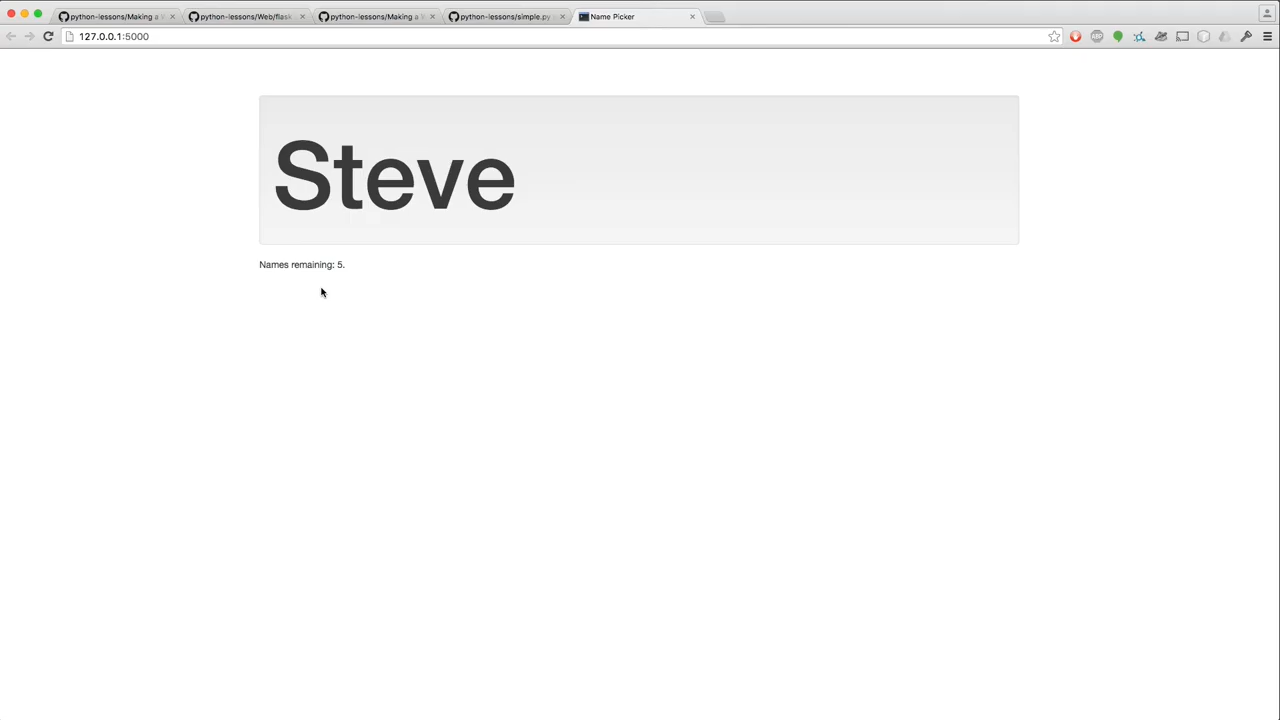 python-lessons/Making a W
python-lessons/Web/flask
python-lessons/Making a W
python-lessons/simple.py
Name Picker
127.0.0.1:5000
ABP
Steve
Names remaining: 5.